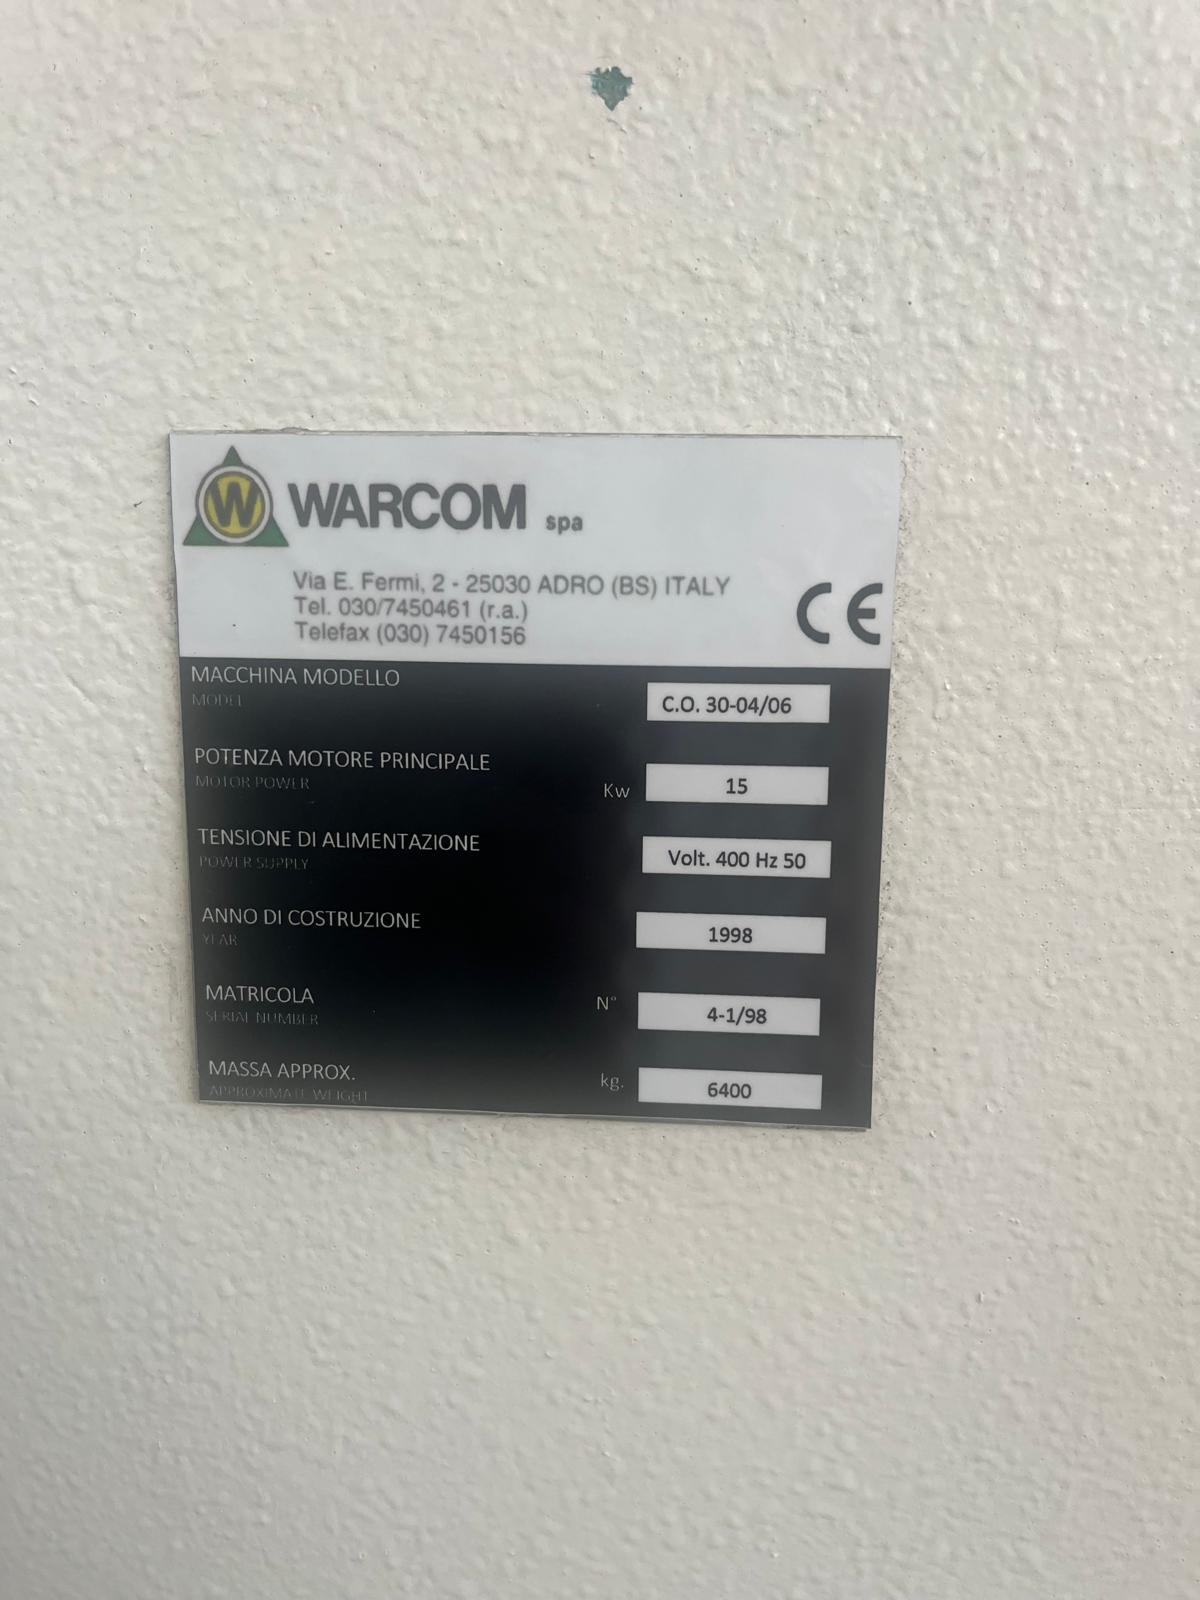 W WARCOM spa
Via E. Fermi, 2 - 25030 ADRO (BS) ITALY
Tel. 030/7450461 (r.a.)
Telefax (030) 7450156
CE
MACCHINA MODELLO
MODEL
C.O. 30-04/06
POTENZA MOTORE PRINCIPALE
MOTOR POWER
Kw 15
TENSIONE DI ALIMENTAZIONE
POWER SUPPLY
Volt. 400 Hz 50
ANNO DI COSTRUZIONE
YEAR
1998
MATRICOLA
SERIAL NUMBER
N° 4-1/98
MASSA APPROX.
APPROXIMATE WEIGHT
kg. 6400